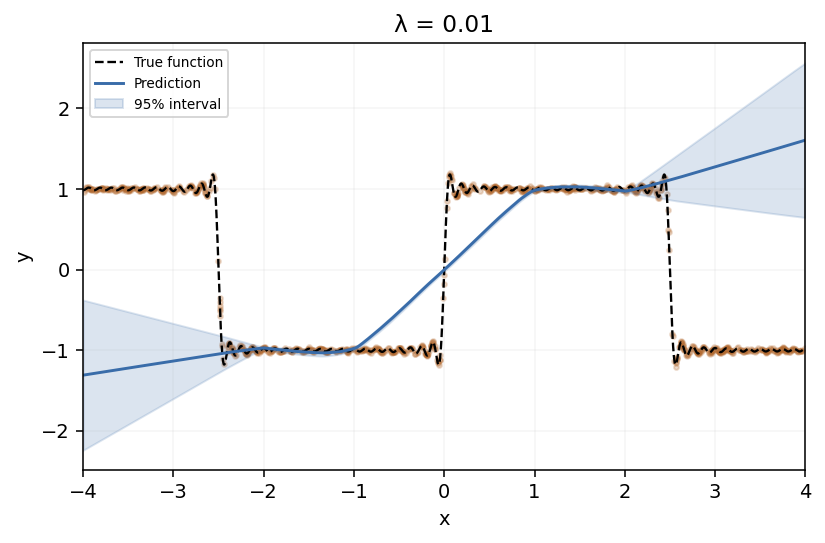 λ = 0.01
True function
Prediction
95% interval
y
2
1
0
−1
−2
−4 −3 −2 −1 0 1 2 3 4
x